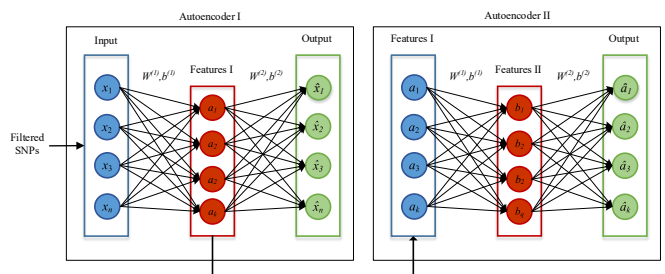 Autoencoder I
Autoencoder II
Input
Output
Features I
Output
W⁽¹⁾,b⁽¹⁾
Features I
W⁽²⁾,b⁽²⁾
W⁽¹⁾,b⁽¹⁾
Features II
W⁽²⁾,b⁽²⁾
Filtered
SNPs
x₁
x₂
x₃
xₙ
a₁
a₂
a₂
aₖ
x̂₁
x̂₂
x̂₃
x̂ₙ
a₁
a₂
a₃
aₖ
b₁
b₂
b₂
â₁
â₂
â₃
âₖ